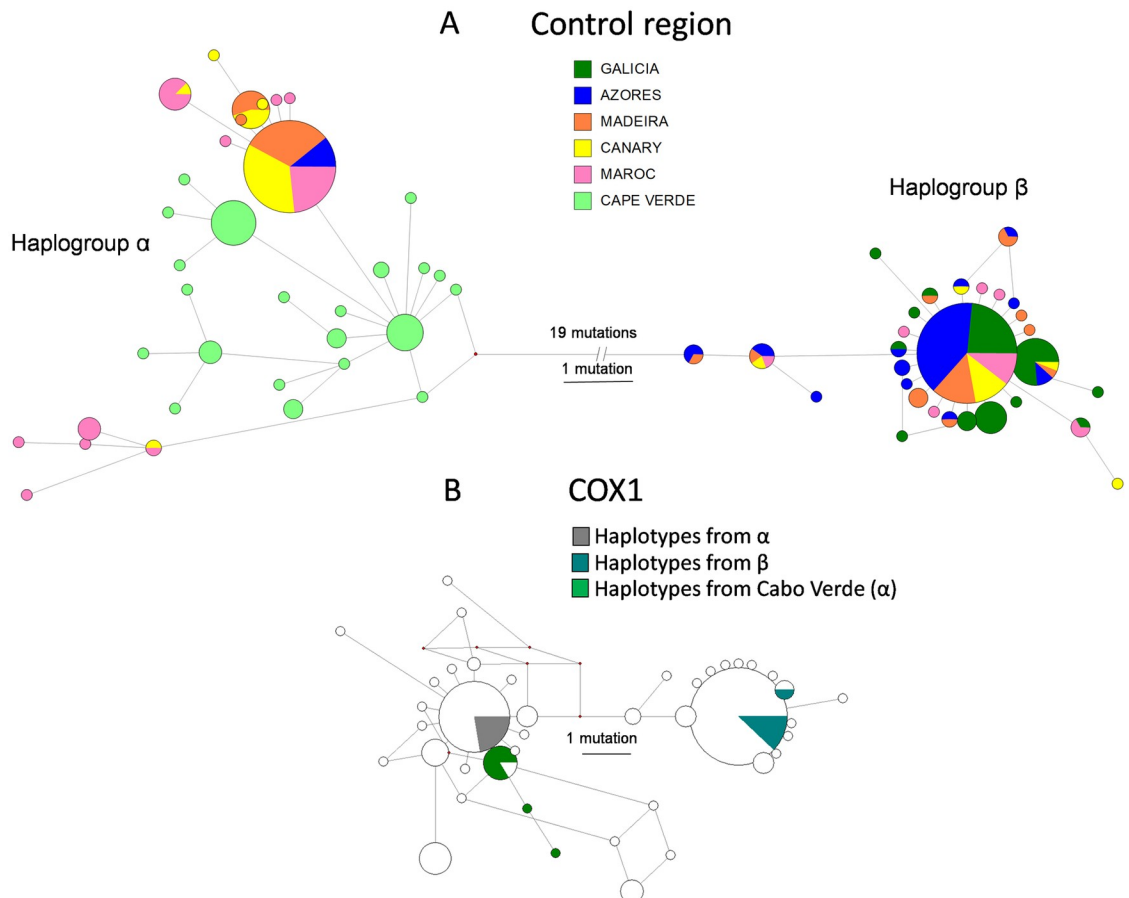 A Control region
GALICIA
AZORES
MADEIRA
CANARY
MAROC
CAPE VERDE
Haplogroup α
Haplogroup β
19 mutations
1 mutation
B COX1
Haplotypes from α
Haplotypes from β
Haplotypes from Cabo Verde (α)
1 mutation